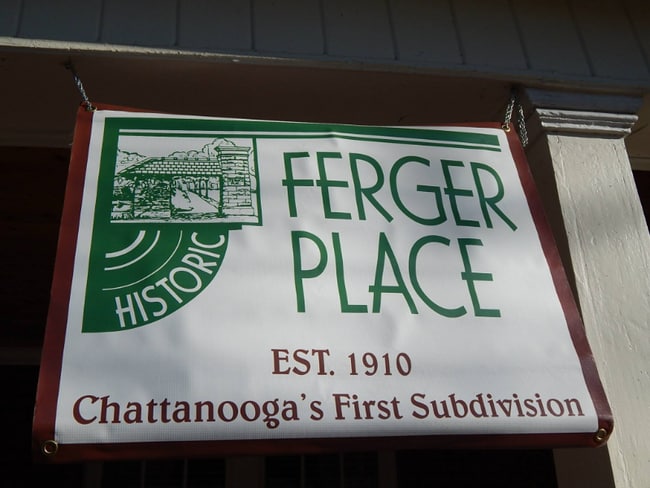 HISTORIC
FERGER
PLACE
EST. 1910
Chattanooga's First Subdivision